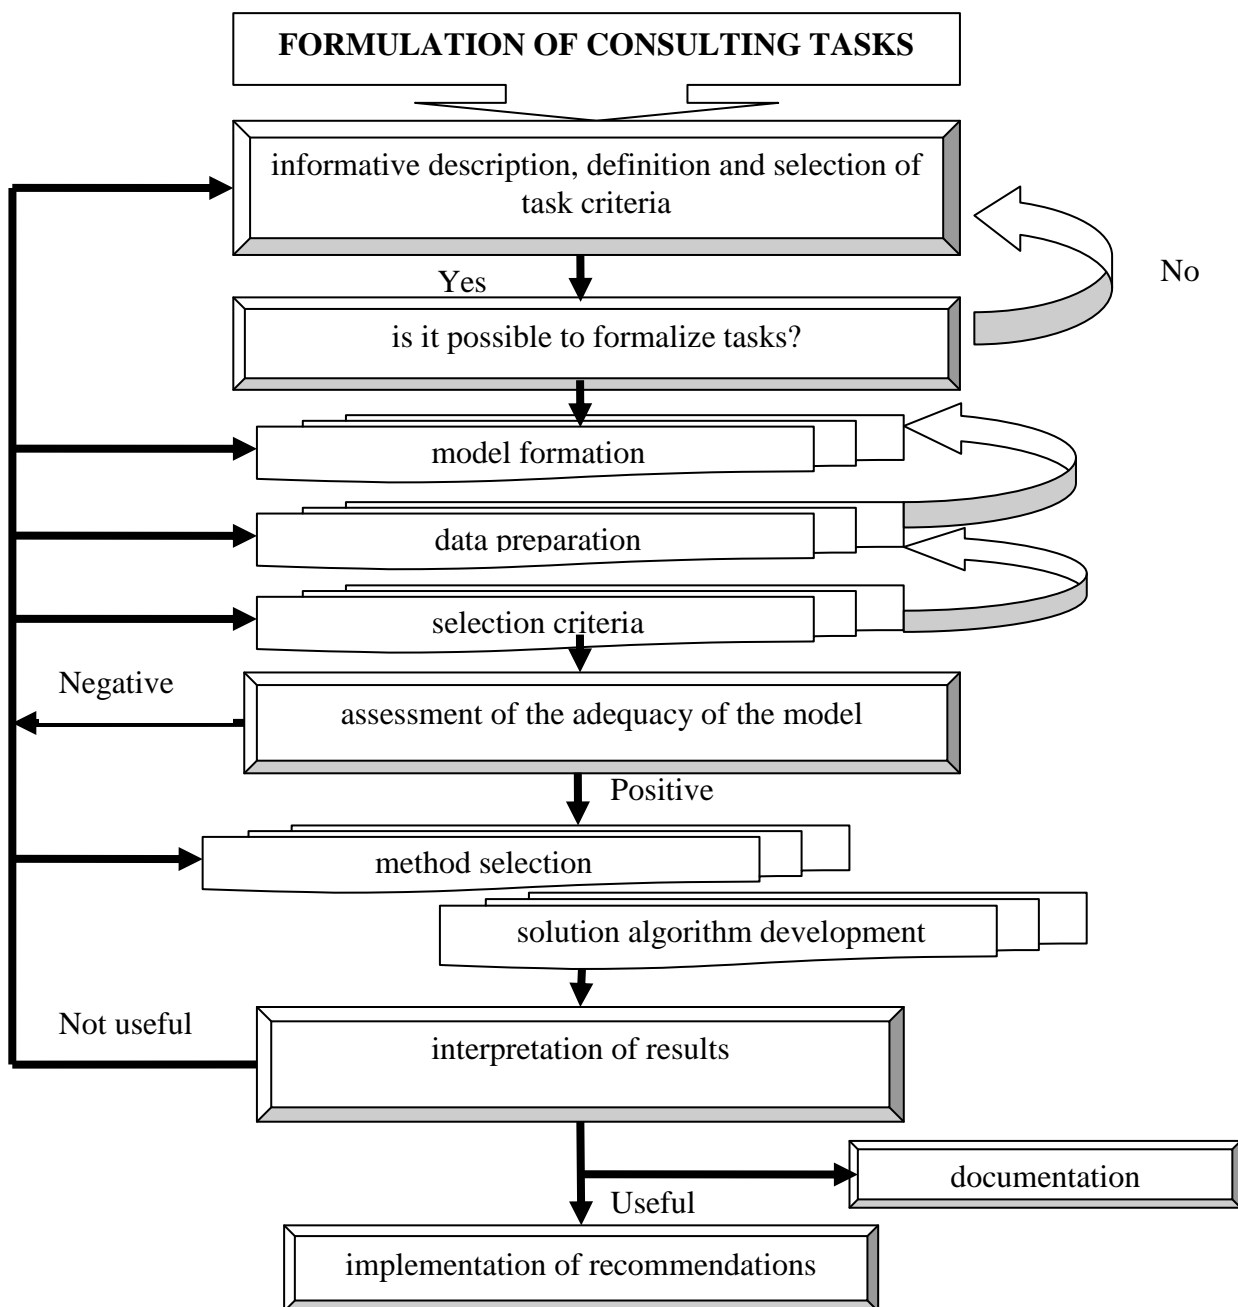 FORMULATION OF CONSULTING TASKS
informative description, definition and selection of
task criteria
No
Yes
is it possible to formalize tasks?
model formation
data preparation
selection criteria
Negative
assessment of the adequacy of the model
Positive
method selection
solution algorithm development
Not useful
interpretation of results
documentation
Useful
implementation of recommendations